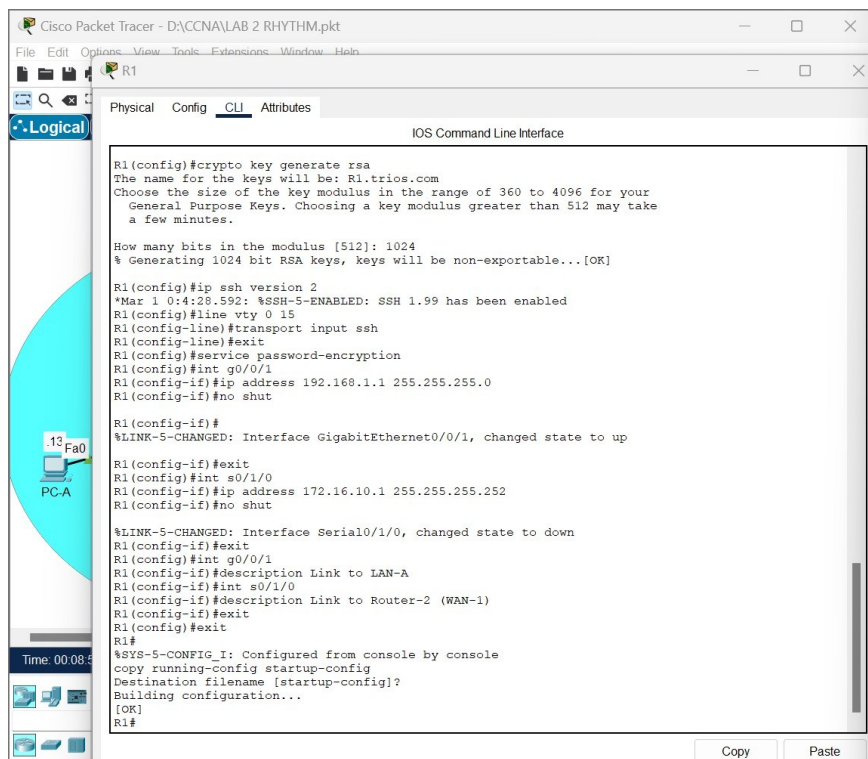 Cisco Packet Tracer - D:\CCNA\LAB 2 RHYTHM.pkt
File Edit Options View Tools Extensions Window Help
R1
Physical Config CLI Attributes
Logical
IOS Command Line Interface
R1(config)#crypto key generate rsa
The name for the keys will be: R1.trios.com
Choose the size of the key modulus in the range of 360 to 4096 for your
General Purpose Keys. Choosing a key modulus greater than 512 may take
a few minutes.
How many bits in the modulus [512]: 1024
% Generating 1024 bit RSA keys, keys will be non-exportable...[OK]
R1(config)#ip ssh version 2
*Mar 1 0:4:28.592: %SSH-5-ENABLED: SSH 1.99 has been enabled
R1(config)#line vty 0 15
R1(config-line)#transport input ssh
R1(config-line)#exit
R1(config)#service password-encryption
R1(config)#int g0/0/1
R1(config-if)#ip address 192.168.1.1 255.255.255.0
R1(config-if)#no shut
R1(config-if)#
%LINK-5-CHANGED: Interface GigabitEthernet0/0/1, changed state to up
R1(config-if)#exit
R1(config)#int s0/1/0
R1(config-if)#ip address 172.16.10.1 255.255.255.252
R1(config-if)#no shut
%LINK-5-CHANGED: Interface Serial0/1/0, changed state to down
R1(config-if)#exit
R1(config)#int g0/0/1
R1(config-if)#description Link to LAN-A
R1(config-if)#int s0/1/0
R1(config-if)#description Link to Router-2 (WAN-1)
R1(config-if)#exit
R1(config)#exit
R1#
%SYS-5-CONFIG_I: Configured from console by console
copy running-config startup-config
Destination filename [startup-config]?
Building configuration...
[OK]
R1#
.13
Fa0
PC-A
Time: 00:08:5
Copy Paste